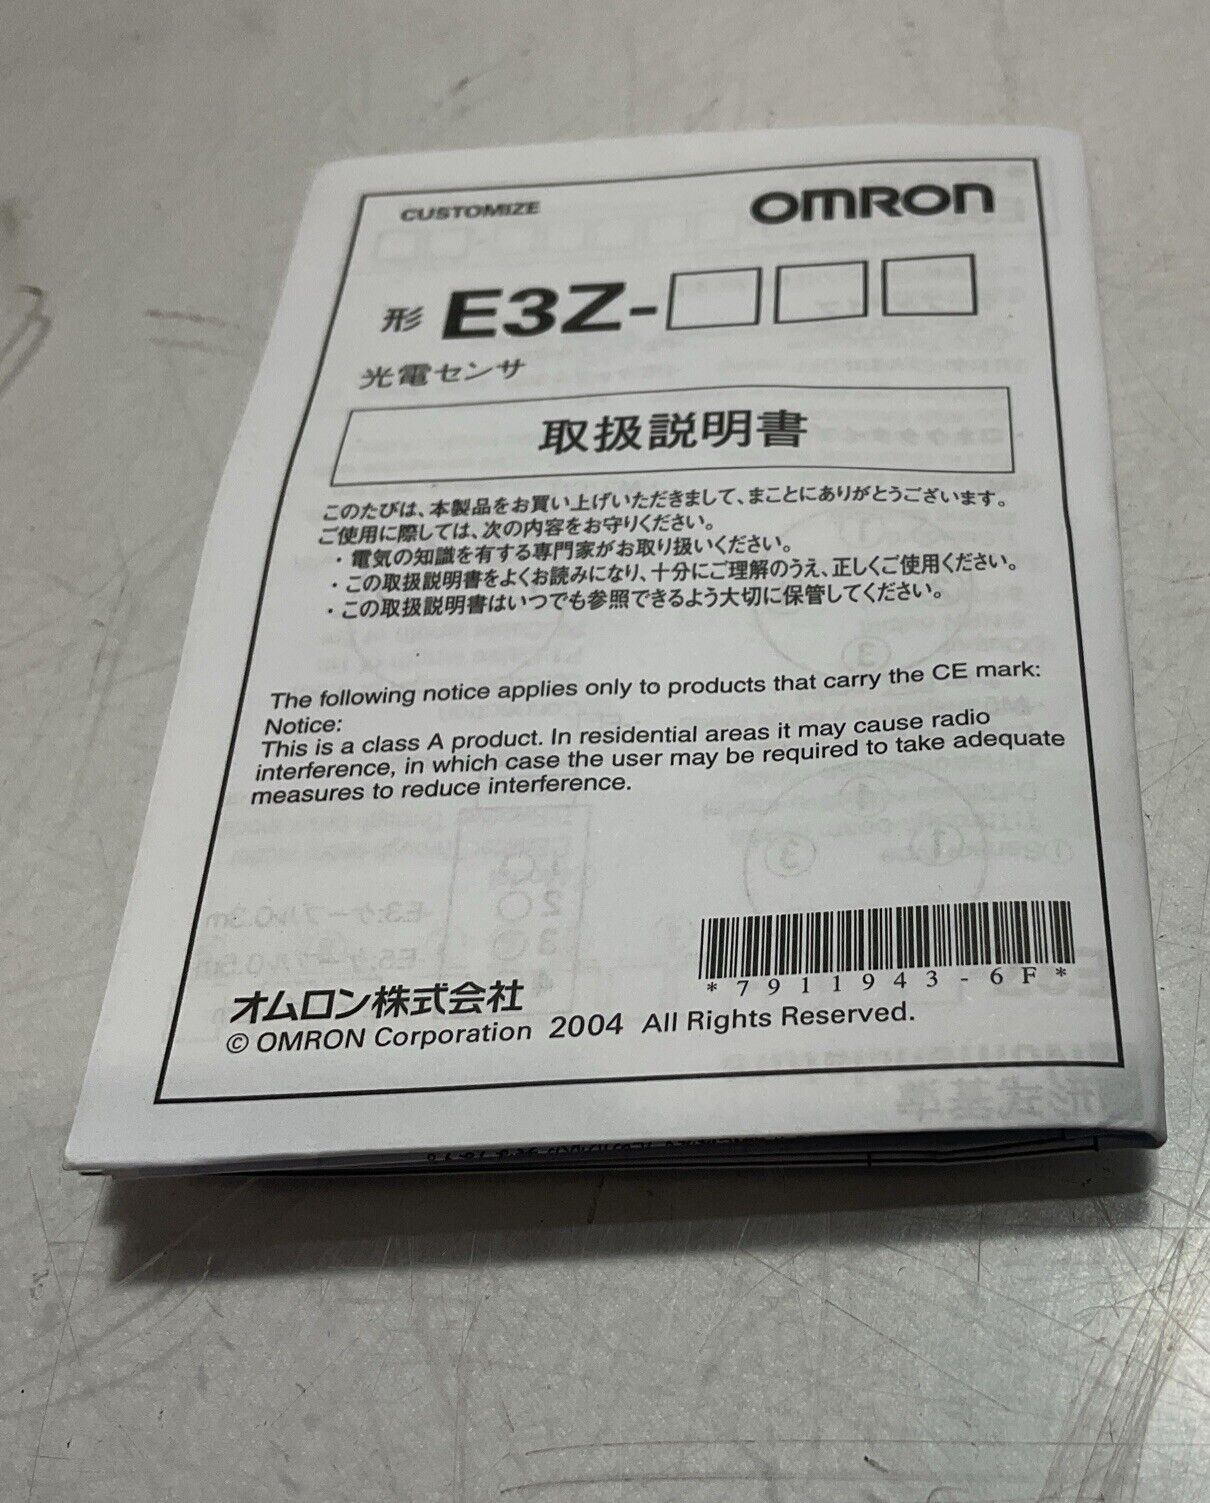 CUSTOMIZE
OMRON
形 E3Z-□□□
光電センサ
取扱説明書
このたびは、本製品をお買い上げいただきまして、まことにありがとうございます。
ご使用に際しては、次の内容をお守りください。
・電気の知識を有する専門家がお取り扱いください。
・この取扱説明書をよくお読みになり、十分にご理解のうえ、正しくご使用ください。
・この取扱説明書はいつでも参照できるよう大切に保管してください。
The following notice applies only to products that carry the CE mark:
Notice:
This is a class A product. In residential areas it may cause radio
interference, in which case the user may be required to take adequate
measures to reduce interference.
*7911943-6F*
オムロン株式会社
© OMRON Corporation 2004 All Rights Reserved.